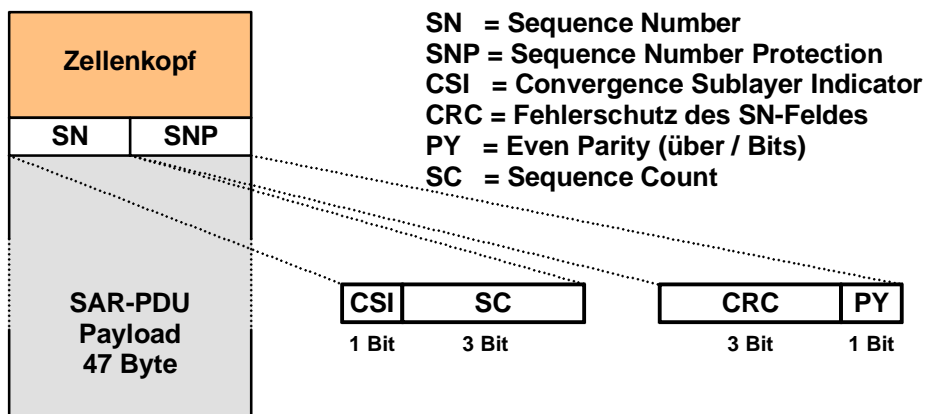 Zellenkopf
SN SNP
SAR-PDU
Payload
47 Byte
SN = Sequence Number
SNP = Sequence Number Protection
CSI = Convergence Sublayer Indicator
CRC = Fehlerschutz des SN-Feldes
PY = Even Parity (über / Bits)
SC = Sequence Count
CSI SC CRC PY
1 Bit 3 Bit 3 Bit 1 Bit